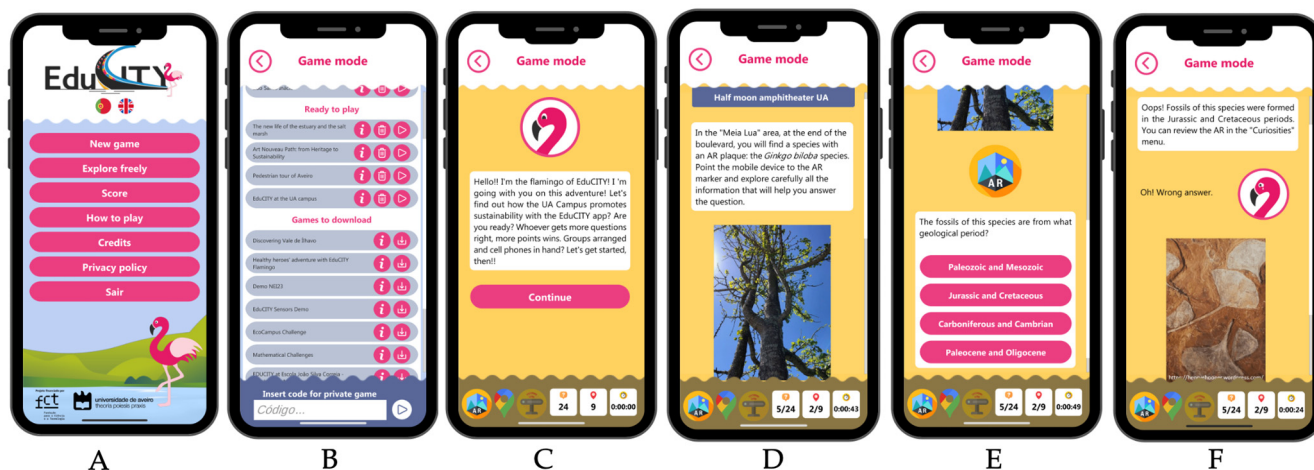 EduCITY
New game
Explore freely
Score
How to play
Credits
Privacy policy
Sair
Projeto financiado por
fct
universidade de aveiro
theoria poiesis praxis
A
Game mode
Ready to play
The new life of the estuary and the salt
marsh
Art Nouveau Path: from Heritage to
Sustainability
Pedestrian tour of Aveiro
EduCITY at the UA campus
Games to download
Discovering Vale de Ílhavo
Healthy heroes' adventure with EduCITY
Flamingo
Demo NEI23
EduCITY Sensors Demo
EcoCampus Challenge
Mathematical Challenges
EDUCITY at Escola João Silva Correia -
Insert code for private game
Código...
B
Game mode
Hello!! I'm the flamingo of EduCITY! I 'm
going with you on this adventure! Let's
find out how the UA Campus promotes
sustainability with the EduCITY app? Are
you ready? Whoever gets more questions
right, more points wins. Groups arranged
and cell phones in hand? Let's get started,
then!!
Continue
AR
24
9
0:00:00
C
Game mode
Half moon amphitheater UA
In the "Meia Lua" area, at the end of the
boulevard, you will find a species with
an AR plaque: the Ginkgo biloba species.
Point the mobile device to the AR
marker and explore carefully all the
information that will help you answer
the question.
AR
5/24
2/9
0:00:43
D
Game mode
AR
The fossils of this species are from what
geological period?
Paleozoic and Mesozoic
Jurassic and Cretaceous
Carboniferous and Cambrian
Paleocene and Oligocene
AR
5/24
2/9
0:00:49
E
Game mode
Oops! Fossils of this species were formed
in the Jurassic and Cretaceous periods.
You can review the AR in the "Curiosities"
menu.
Oh! Wrong answer.
AR
5/24
2/9
0:00:24
F